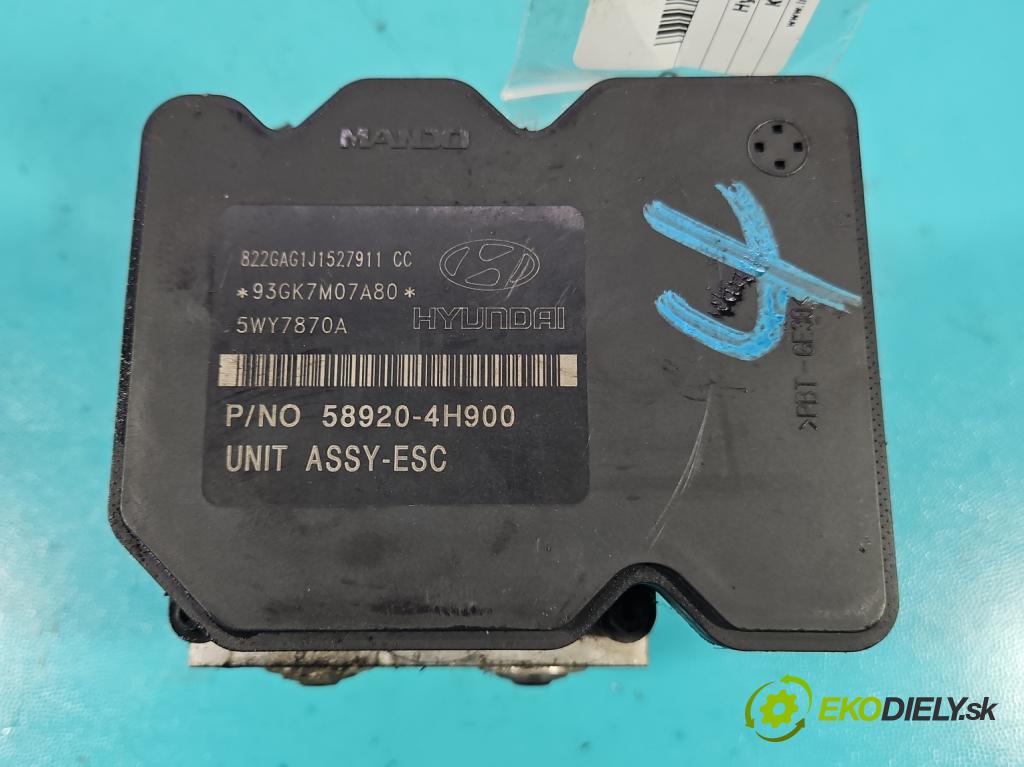 MANDO
822GAG1J1527911 CC
*93GK7M07A80*
5WY7870A
HYUNDAI
P/NO 58920-4H900
UNIT ASSY-ESC
>PBT-GF30<
EKODIELY.sk